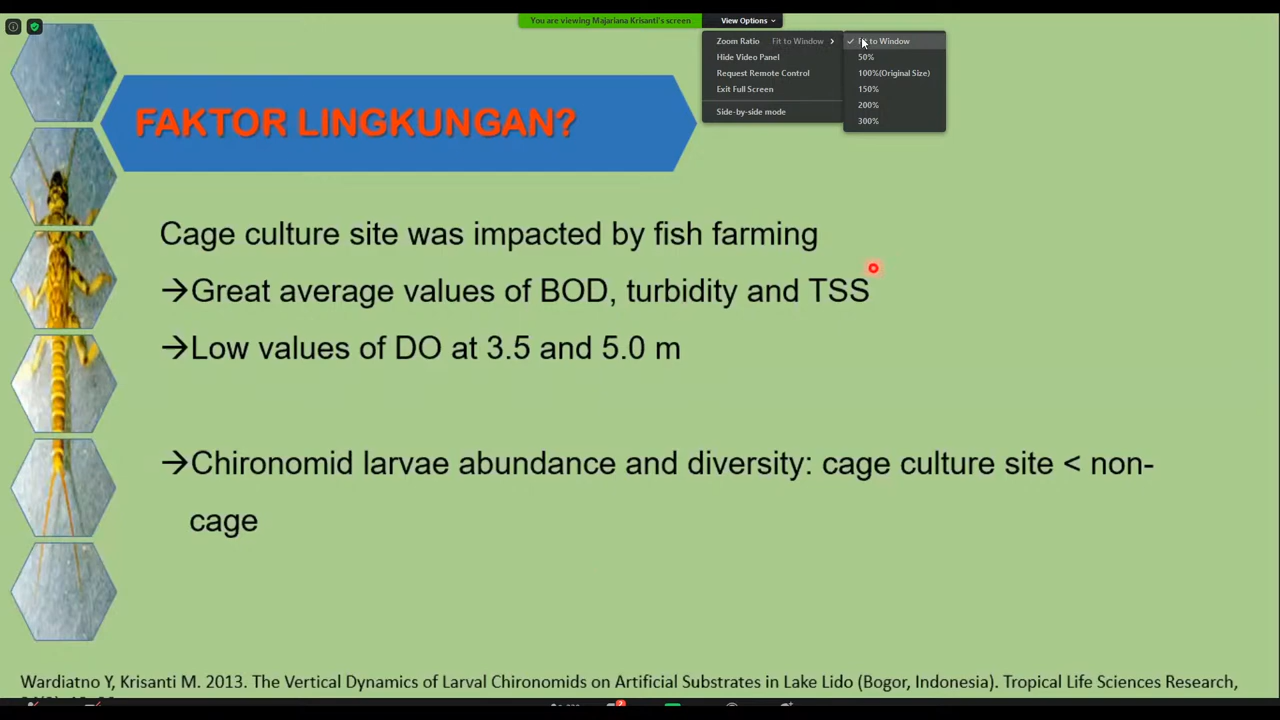 You are viewing Majariana Krisanti's screen
View Options
Zoom Ratio Fit to Window
Hide Video Panel
Request Remote Control
Exit Full Screen
Side-by-side mode
Fit to Window
50%
100%(Original Size)
150%
200%
300%
FAKTOR LINGKUNGAN?
Cage culture site was impacted by fish farming
→Great average values of BOD, turbidity and TSS
→Low values of DO at 3.5 and 5.0 m
→Chironomid larvae abundance and diversity: cage culture site < non-
cage
Wardiatno Y, Krisanti M. 2013. The Vertical Dynamics of Larval Chironomids on Artificial Substrates in Lake Lido (Bogor, Indonesia). Tropical Life Sciences Research,
2